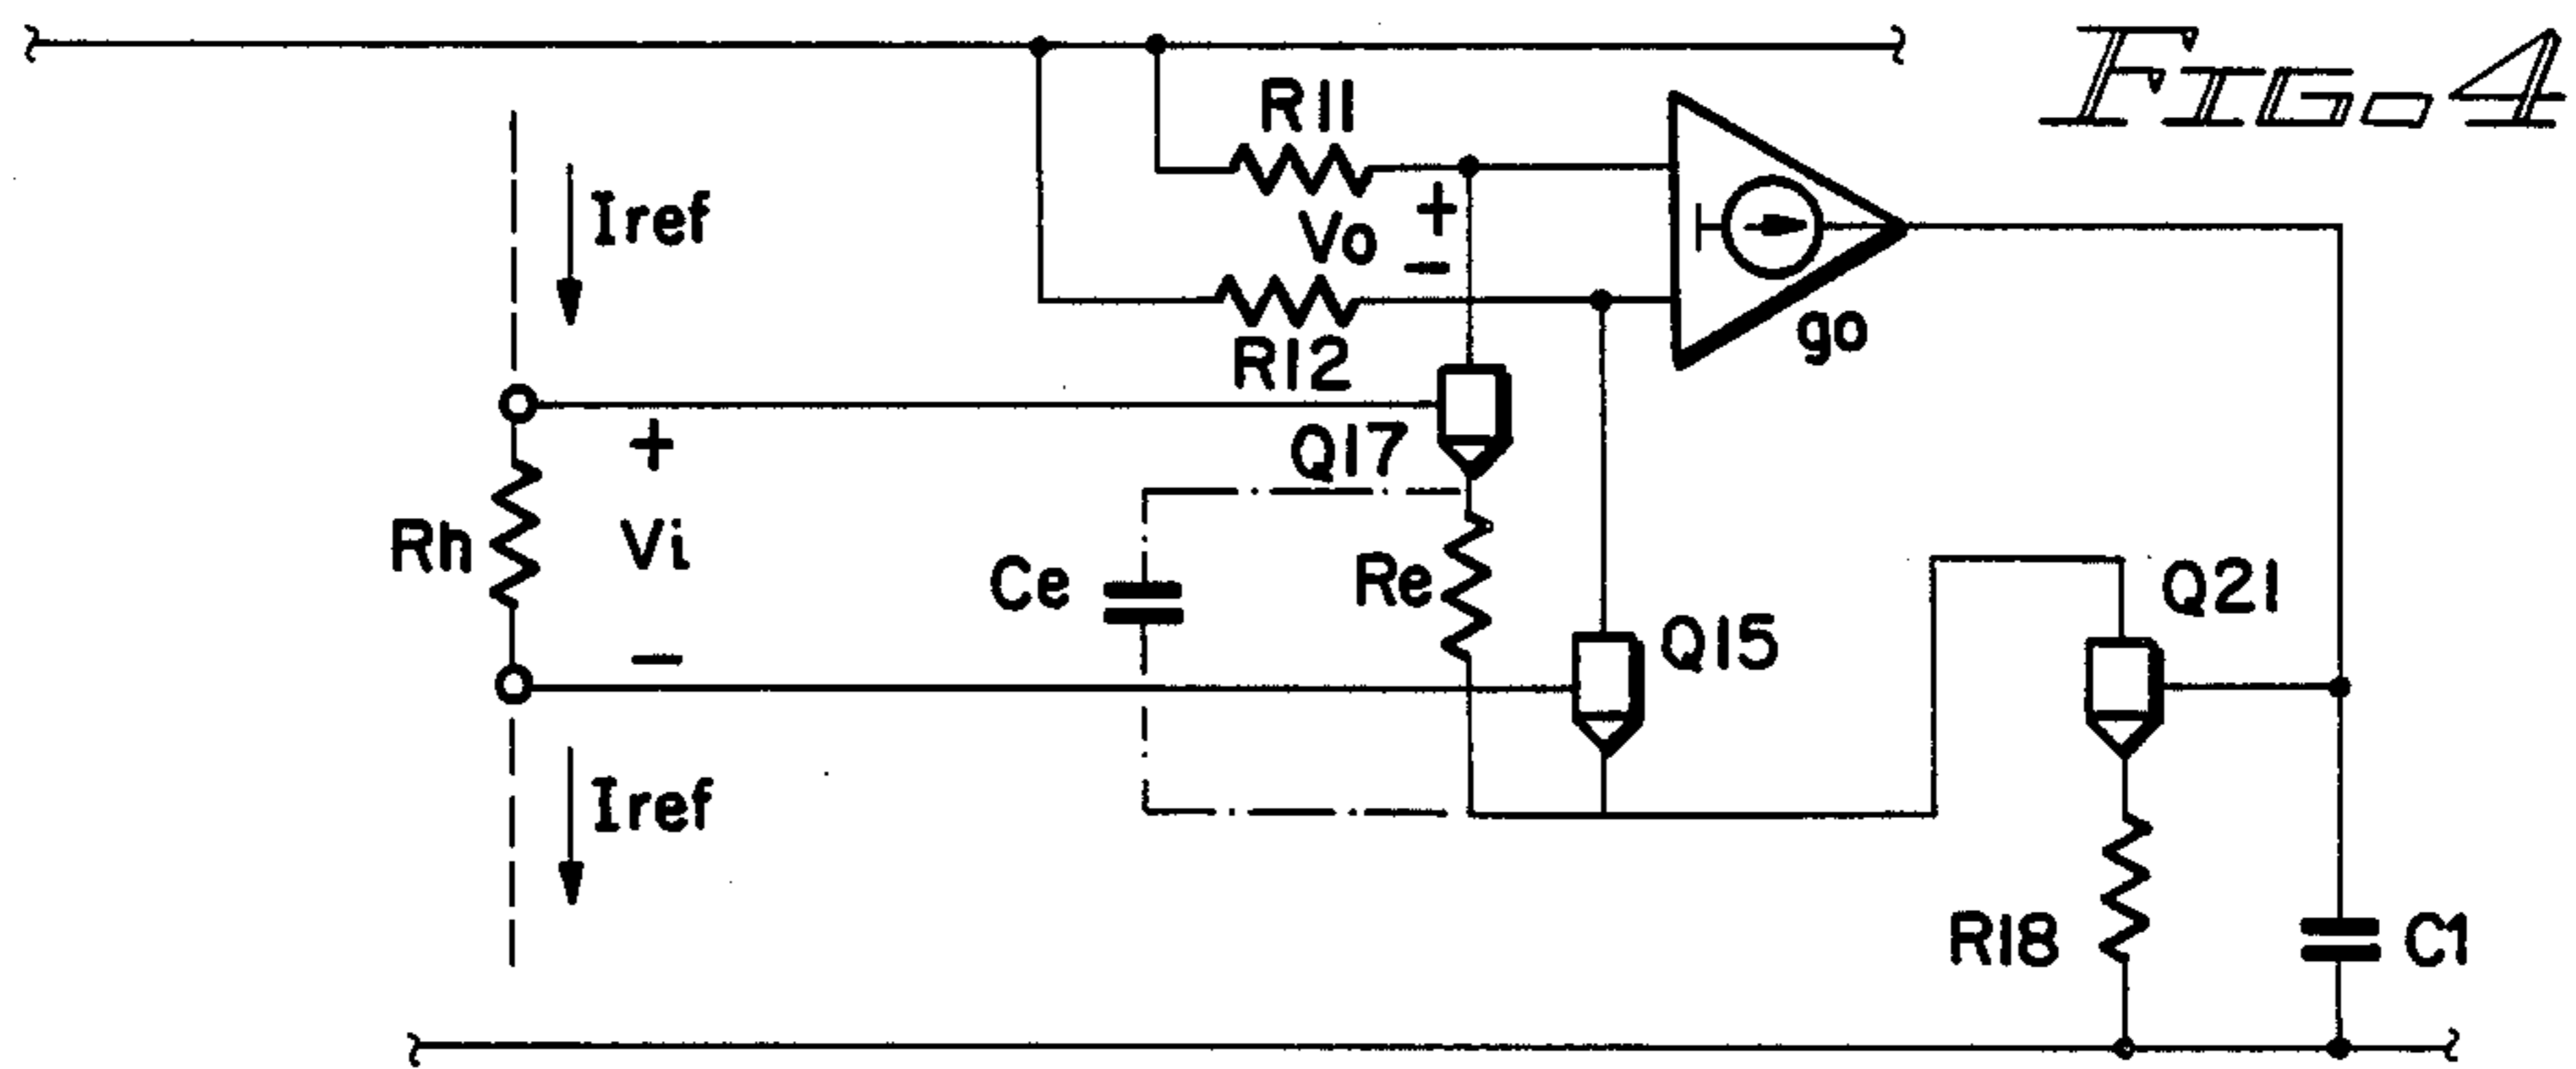 FIG. 4
R11
Iref
+
Vo
-
go
R12
+
Q17
Rh
Vi
Ce
Re
Q21
-
Q15
Iref
R18
C1